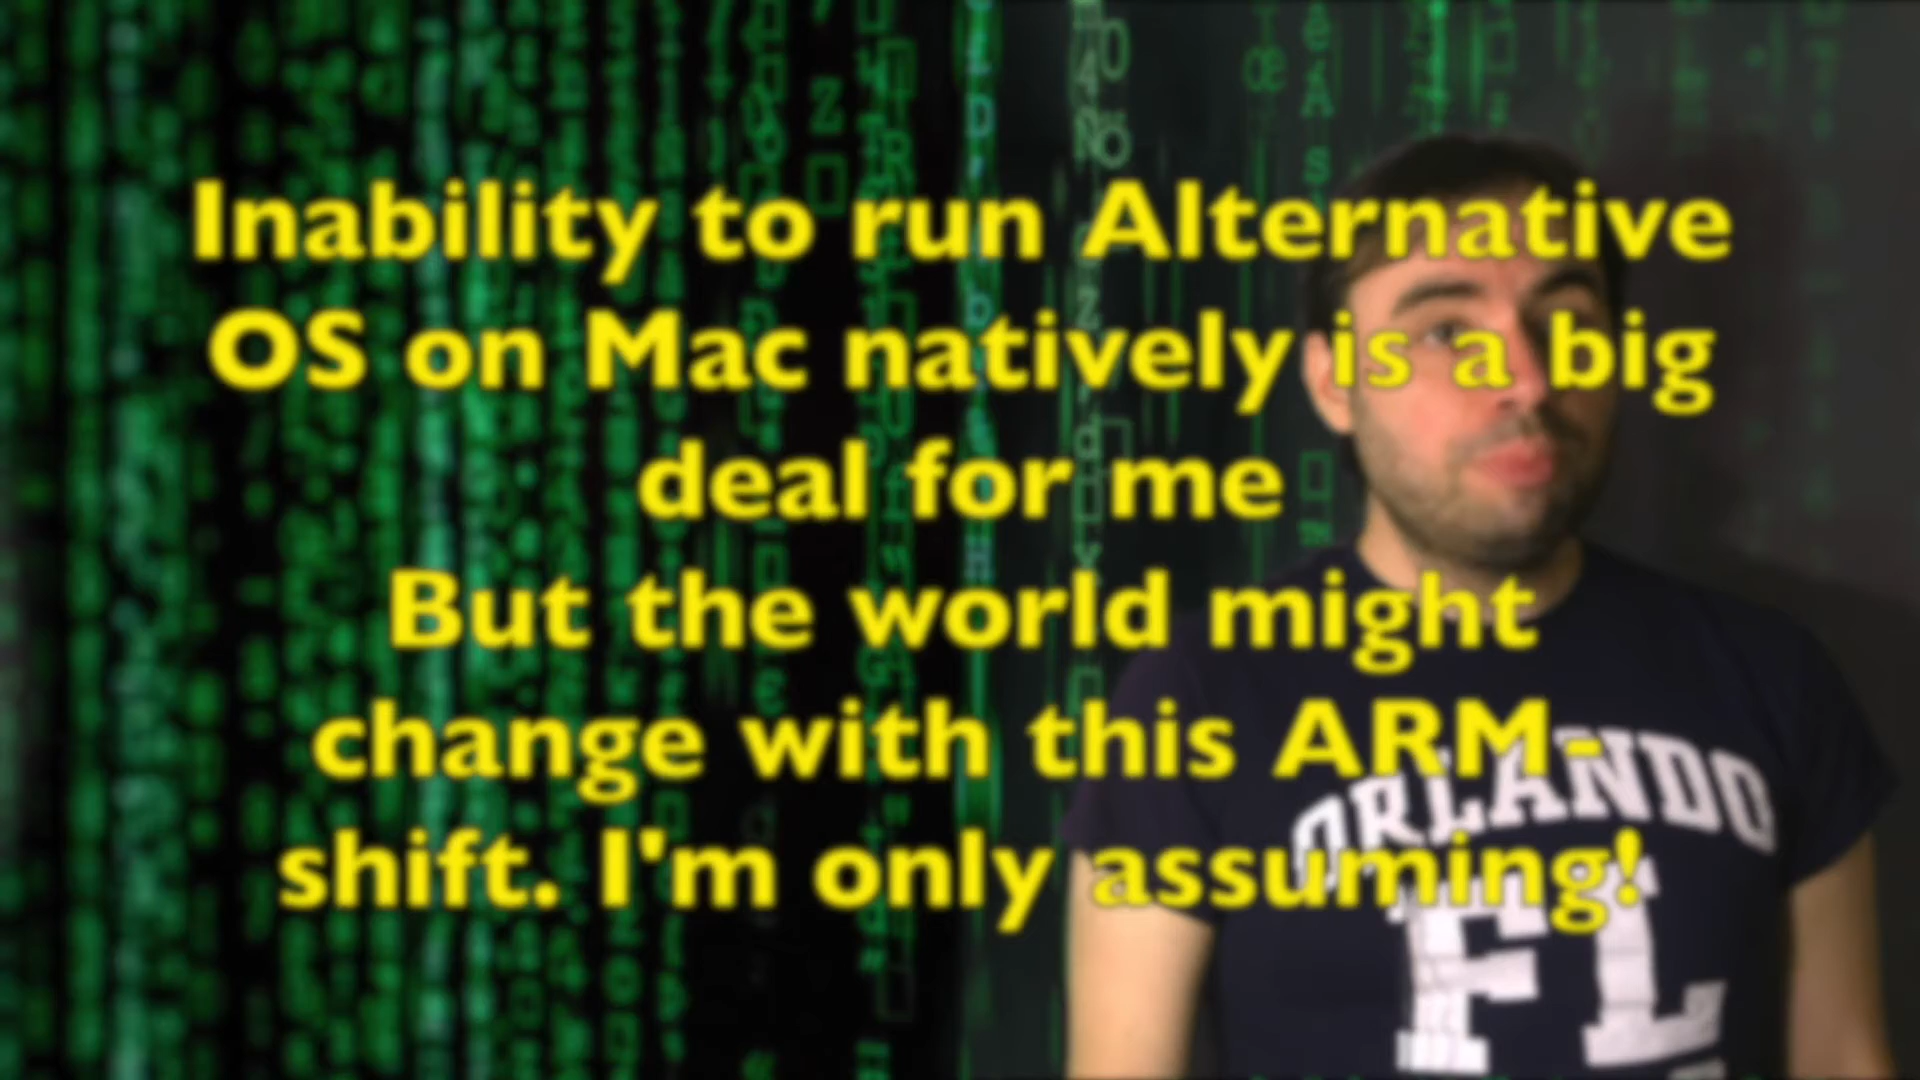 Inability to run Alternative
OS on Mac natively is a big
deal for me
But the world might
change with this ARM-
shift. I'm only assuming!
ORLANDO
FL